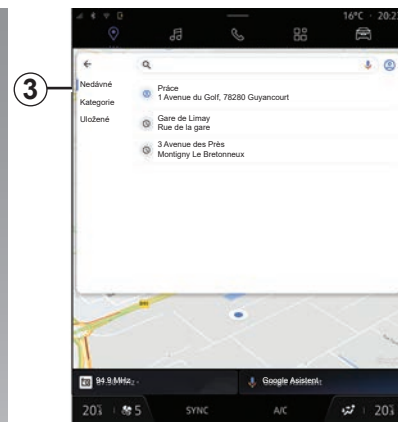 16°C · 20:2
3
Nedávné
Kategorie
Uložené
Práce
1 Avenue du Golf, 78280 Guyancourt
Gare de Limay
Rue de la gare
3 Avenue des Près
Montigny Le Bretonneux
94.9 MHz
Google Asistent
20
5
SYNC
A/C
20